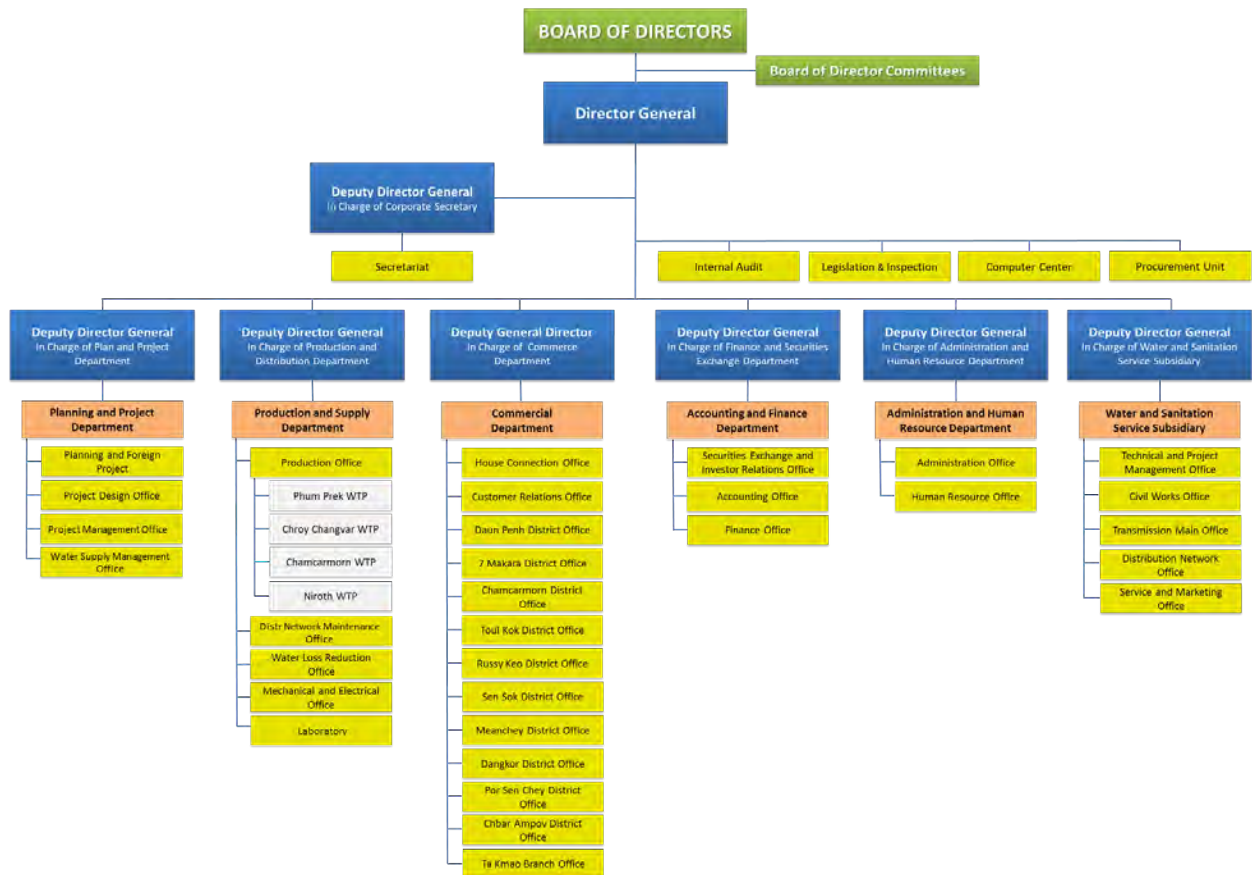 BOARD OF DIRECTORS
Board of Director Committees
Director General
Deputy Director General
In Charge of Corporate Secretary
Secretariat
Internal Audit
Legislation & Inspection
Computer Center
Procurement Unit
Deputy Director General
In Charge of Plan and Project
Department
Deputy Director General
In Charge of Production and
Distribution Department
Deputy General Director
In Charge of Commerce
Department
Deputy Director General
In Charge of Finance and Securities
Exchange Department
Deputy Director General
In Charge of Administration and
Human Resource Department
Deputy Director General
In Charge of Water and Sanitation
Service Subsidiary
Planning and Project
Department
Planning and Foreign
Project
Project Design Office
Project Management Office
Water Supply Management
Office
Production and Supply
Department
Production Office
Phum Prek WTP
Chroy Changvar WTP
Chamcarmorn WTP
Niroth WTP
Distr Network Maintenance
Office
Water Loss Reduction
Office
Mechanical and Electrical
Office
Laboratory
Commercial
Department
House Connection Office
Customer Relations Office
Daun Penh District Office
7 Makara District Office
Chamcarmorn District
Office
Toul Kok District Office
Russy Keo District Office
Sen Sok District Office
Meanchey District Office
Dangkor District Office
Por Sen Chey District
Office
Chbar Ampov District
Office
Ta Kmao Branch Office
Accounting and Finance
Department
Securities Exchange and
Investor Relations Office
Accounting Office
Finance Office
Administration and Human
Resource Department
Administration Office
Human Resource Office
Water and Sanitation
Service Subsidiary
Technical and Project
Management Office
Civil Works Office
Transmission Main Office
Distribution Network
Office
Service and Marketing
Office